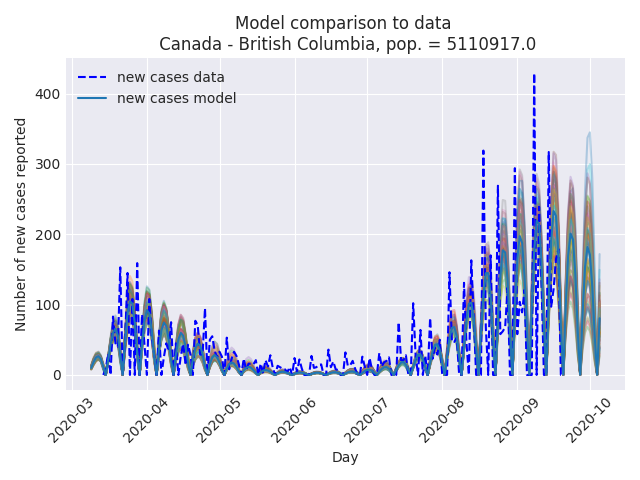 Model comparison to data
Canada - British Columbia, pop. = 5110917.0
new cases data
new cases model
Number of new cases reported
400
300
200
100
0
2020-03
2020-04
2020-05
2020-06
2020-07
2020-08
2020-09
2020-10
Day